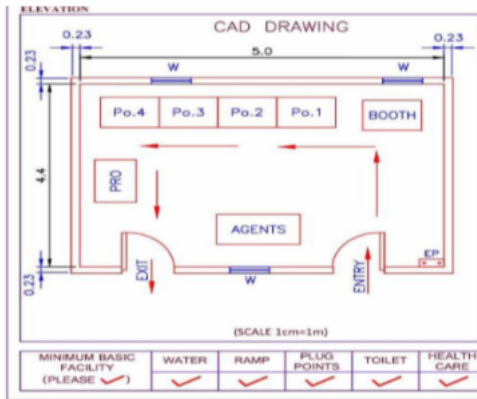 ELEVATION
CAD DRAWING
0.23 5.0 0.23
0.23
W W
Po.4 Po.3 Po.2 Po.1 BOOTH
4.4
PRO
AGENTS
EP
EXIT ENTRY
0.23
W
(SCALE 1cm=1m)
MINIMUM BASIC FACILITY (PLEASE ✓) WATER RAMP PLUG POINTS TOILET HEALTH CARE
✓ ✓ ✓ ✓ ✓